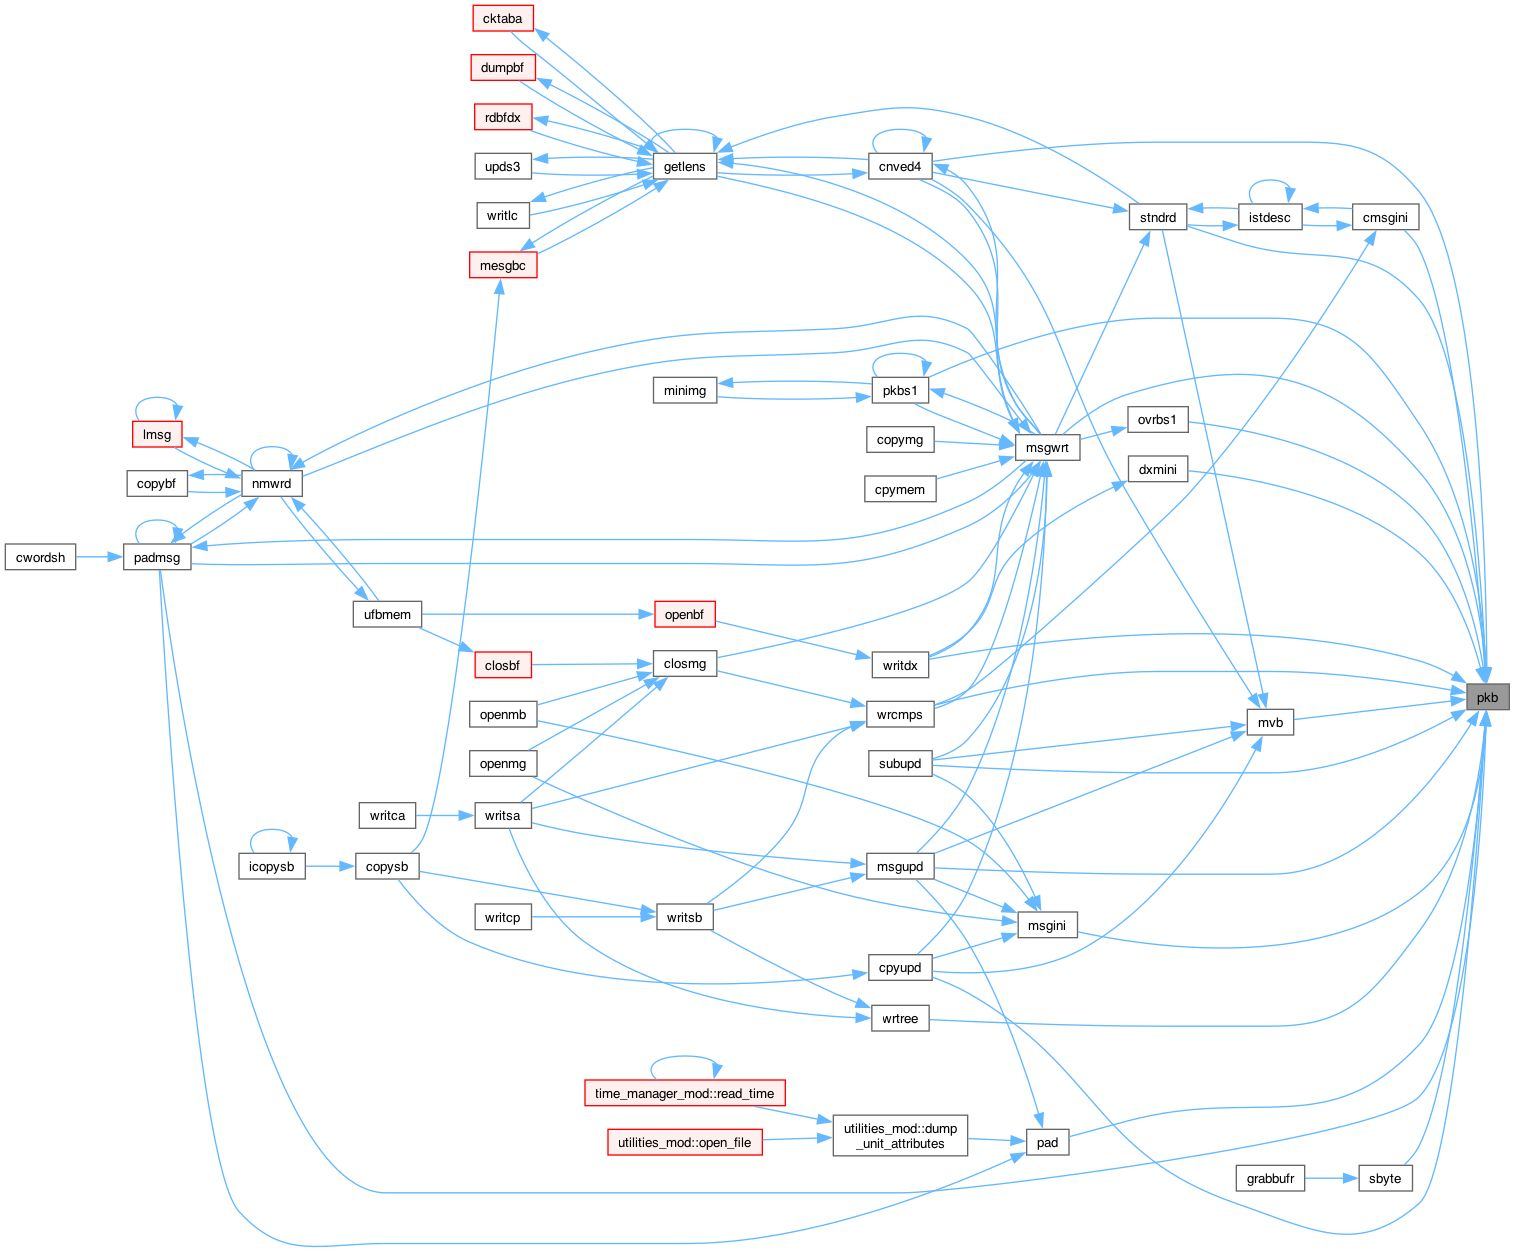 cktaba
dumpbf
rdbfdx
upds3
getlens
cnved4
writlc
stndrd
istdesc
cmsgini
mesgbc
minimg
pkbs1
ovrbs1
lmsg
copymg
msgwrt
dxmini
copybf
nmwrd
cpymem
cwordsh
padmsg
ufbmem
openbf
closbf
closmg
writdx
pkb
openmb
wrcmps
mvb
openmg
subupd
writca
writsa
icopysb
copysb
msgupd
writcp
writsb
msgini
cpyupd
wrtree
time_manager_mod::read_time
utilities_mod::open_file
utilities_mod::dump
_unit_attributes
pad
grabbufr
sbyte